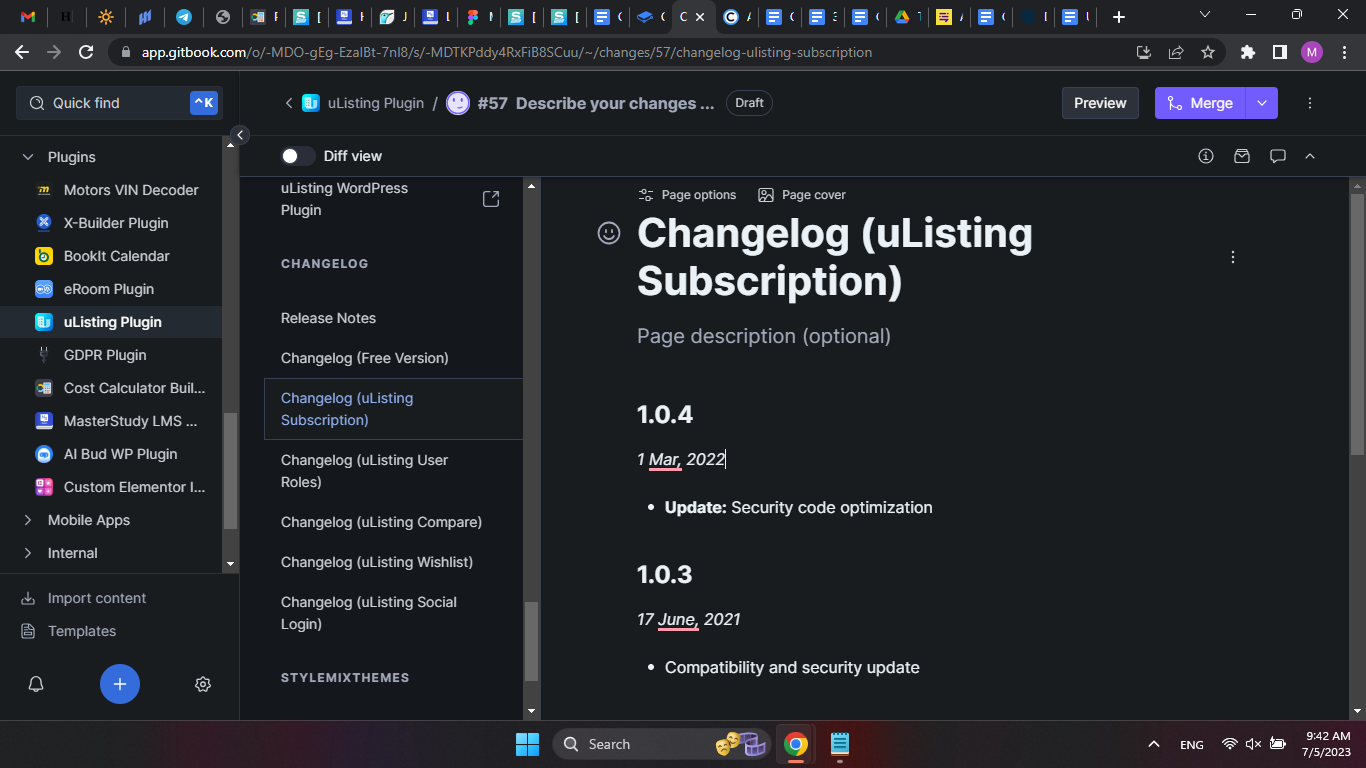 app.gitbook.com/o/-MDO-gEg-EzaIBt-7nI8/s/-MDTKPddy4RxFiB8SCuu/~/changes/57/changelog-ulisting-subscription
M
Quick find
^K
uListing Plugin / #57 Describe your changes ...
Draft
Preview
Merge
Diff view
Plugins
Motors VIN Decoder
X-Builder Plugin
BookIt Calendar
eRoom Plugin
uListing Plugin
GDPR Plugin
Cost Calculator Buil...
MasterStudy LMS ...
AI Bud WP Plugin
Custom Elementor I...
Mobile Apps
Internal
Import content
Templates
uListing WordPress
Plugin
CHANGELOG
Release Notes
Changelog (Free Version)
Changelog (uListing
Subscription)
Changelog (uListing User
Roles)
Changelog (uListing Compare)
Changelog (uListing Wishlist)
Changelog (uListing Social
Login)
STYLEMIXTHEMES
Page options
Page cover
Changelog (uListing
Subscription)
Page description (optional)
1.0.4
1 Mar, 2022
• Update: Security code optimization
1.0.3
17 June, 2021
• Compatibility and security update
Search
ENG
9:42 AM
7/5/2023